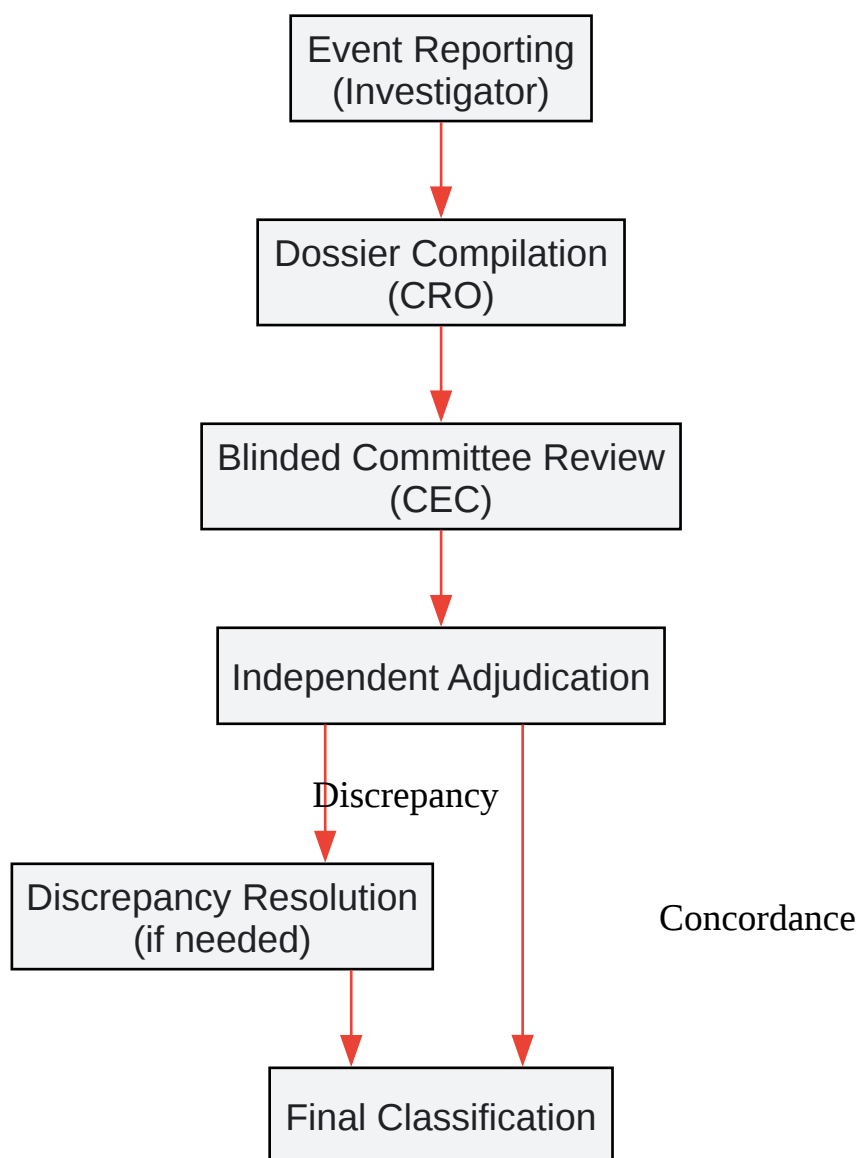 Event Reporting
(Investigator)
Dossier Compilation
(CRO)
Blinded Committee Review
(CEC)
Independent Adjudication
Discrepancy
Discrepancy Resolution
(if needed)
Concordance
Final Classification